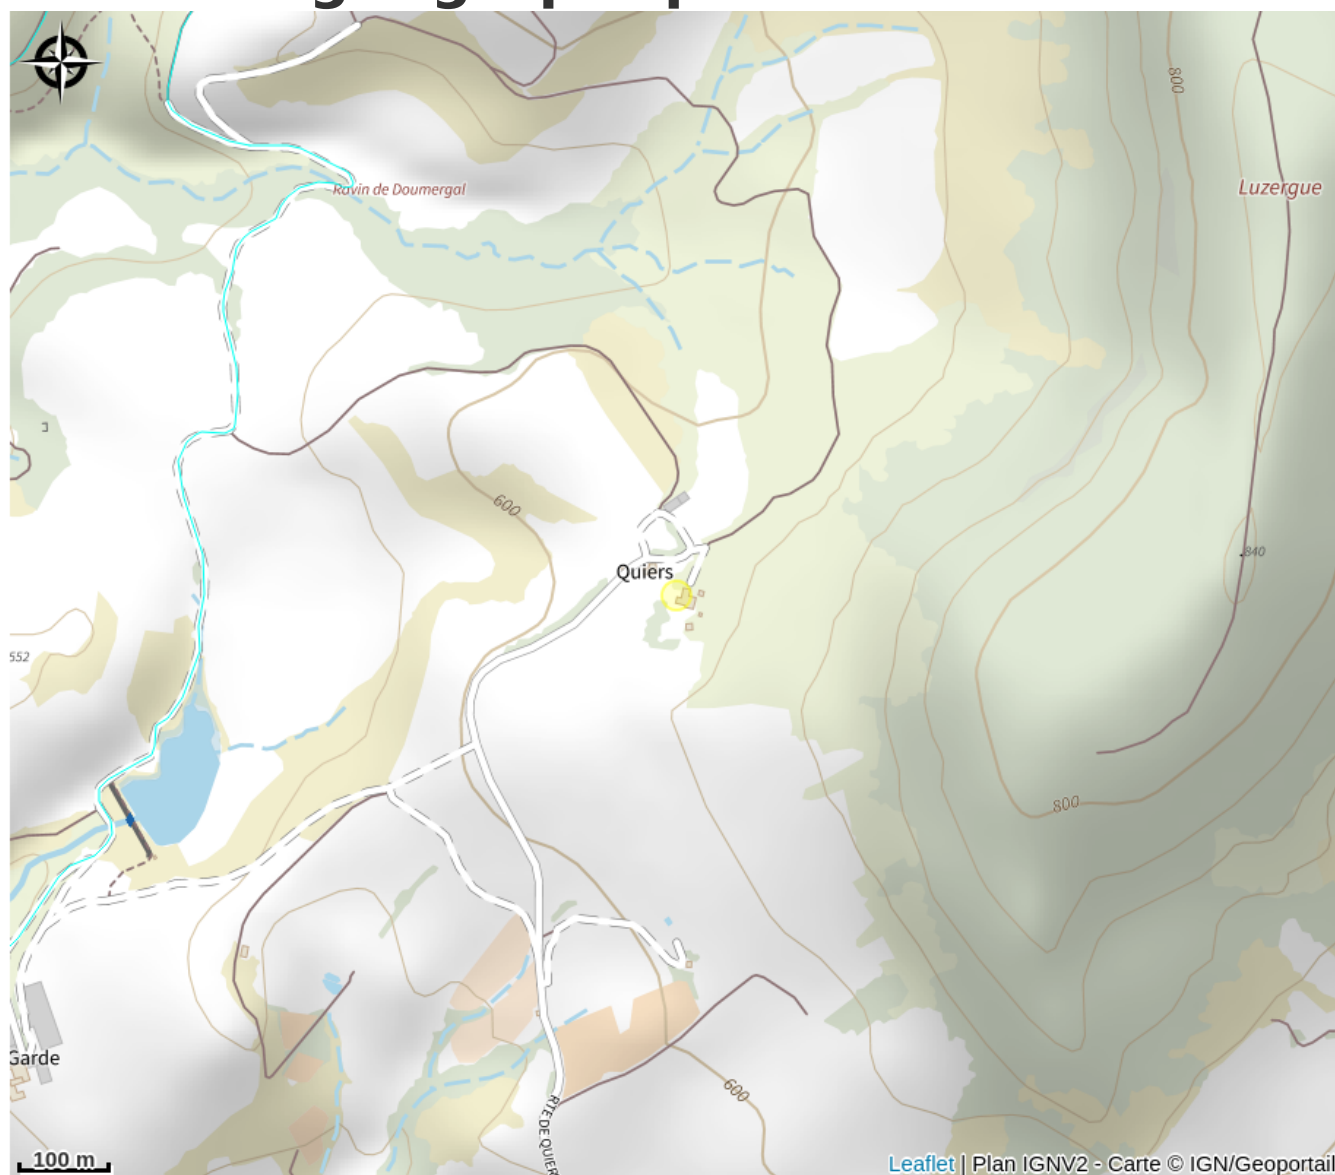 800
Ravin de Doumergal
Luzergue
600
840
Quiers
552
800
Garde
600
RTE DE QUIER
100 m
Leaflet | Plan IGNV2 - Carte © IGN/Geoportail